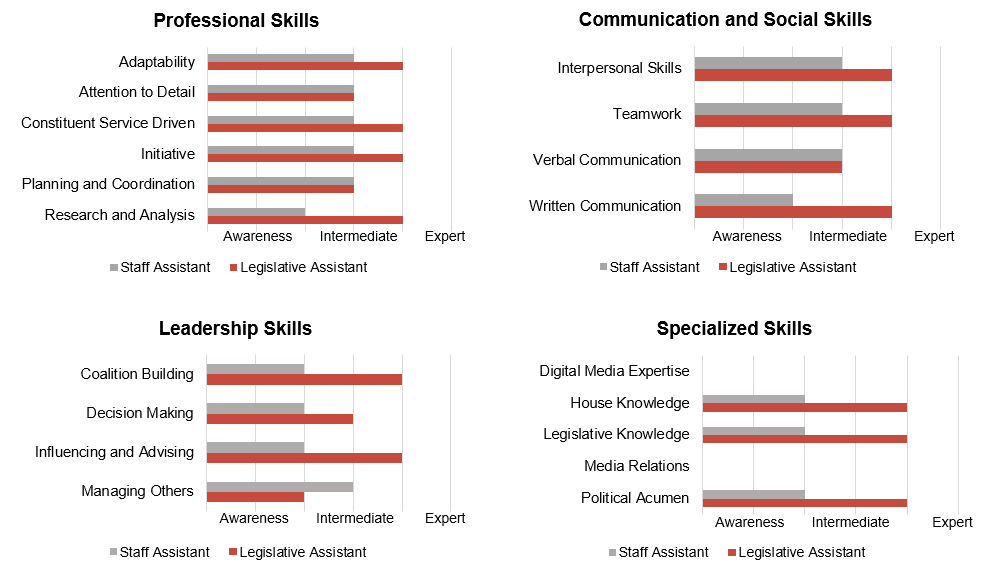 Professional Skills
Adaptability
Attention to Detail
Constituent Service Driven
Initiative
Planning and Coordination
Research and Analysis
Awareness Intermediate Expert
Staff Assistant Legislative Assistant
Communication and Social Skills
Interpersonal Skills
Teamwork
Verbal Communication
Written Communication
Awareness Intermediate Expert
Staff Assistant Legislative Assistant
Leadership Skills
Coalition Building
Decision Making
Influencing and Advising
Managing Others
Awareness Intermediate Expert
Staff Assistant Legislative Assistant
Specialized Skills
Digital Media Expertise
House Knowledge
Legislative Knowledge
Media Relations
Political Acumen
Awareness Intermediate Expert
Staff Assistant Legislative Assistant